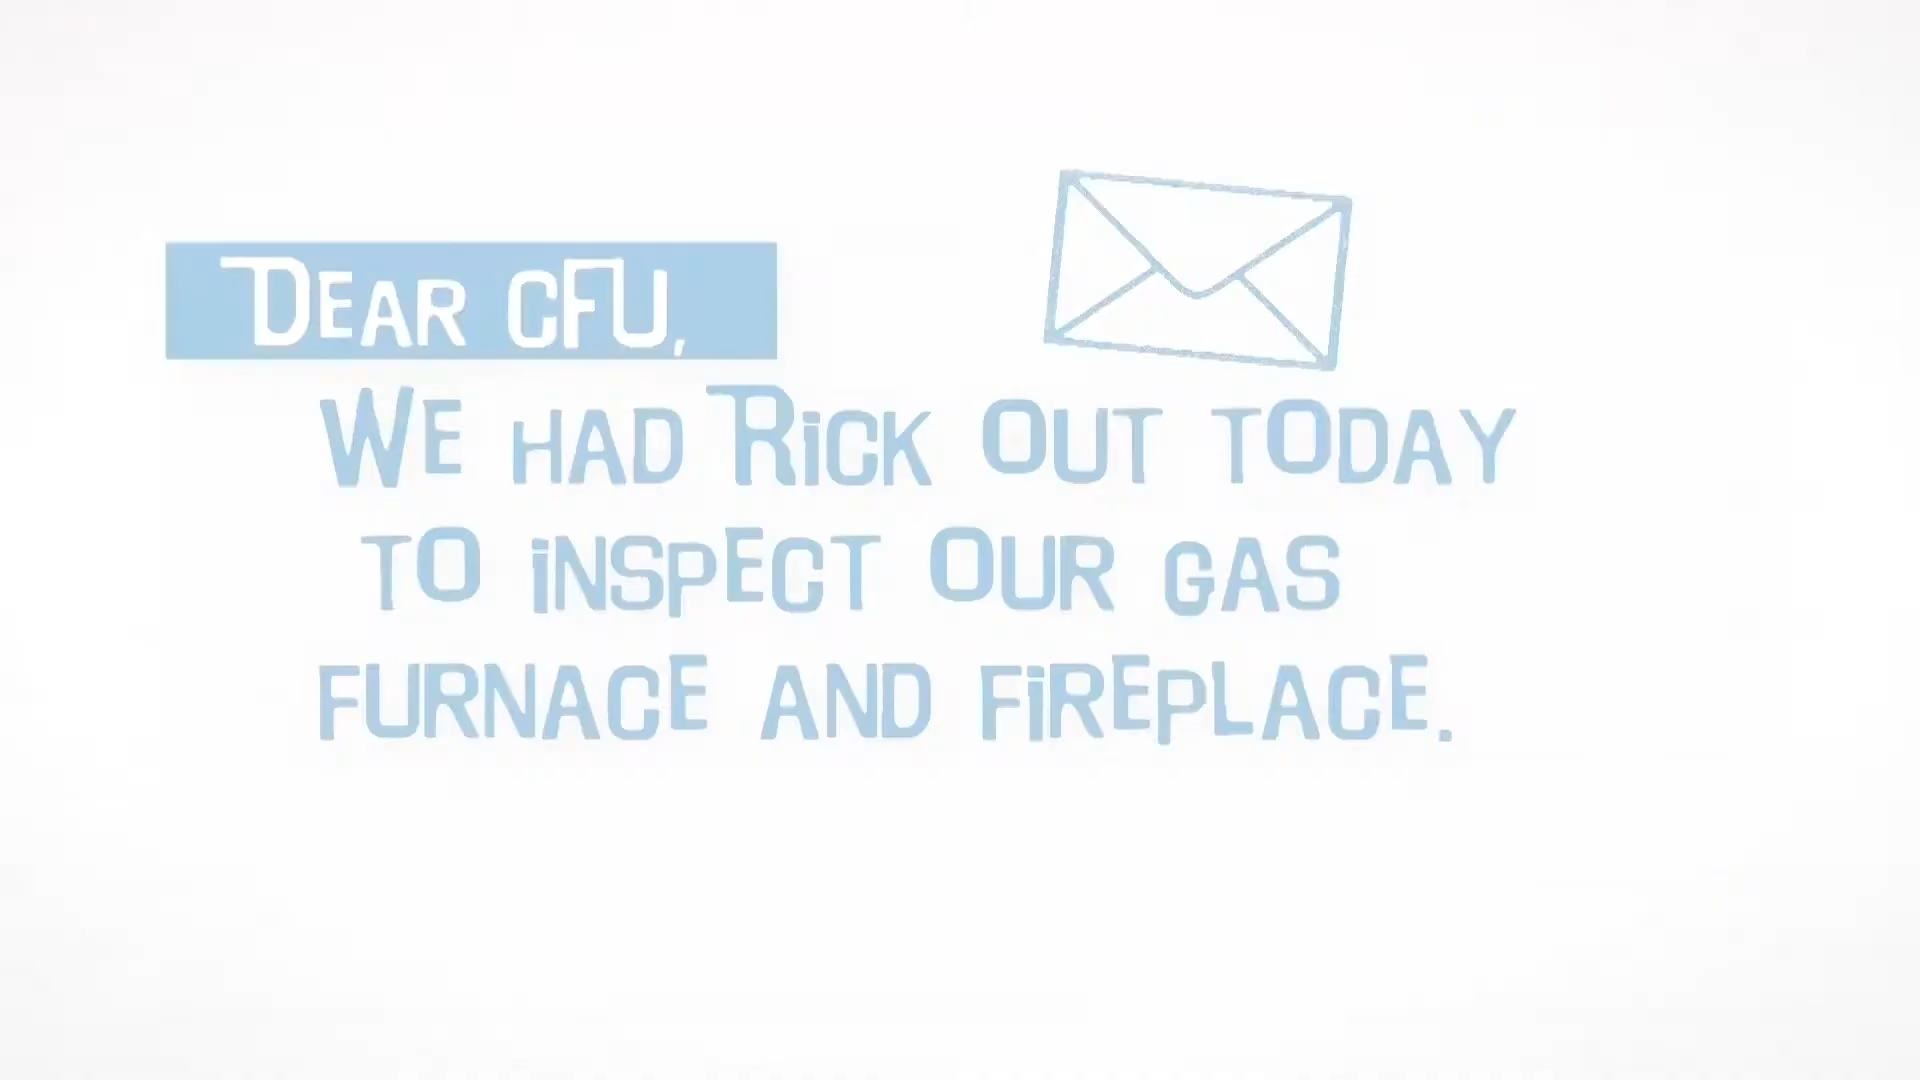 Dear CFU,
We had Rick out today
to inspect our gas
furnace and fireplace.